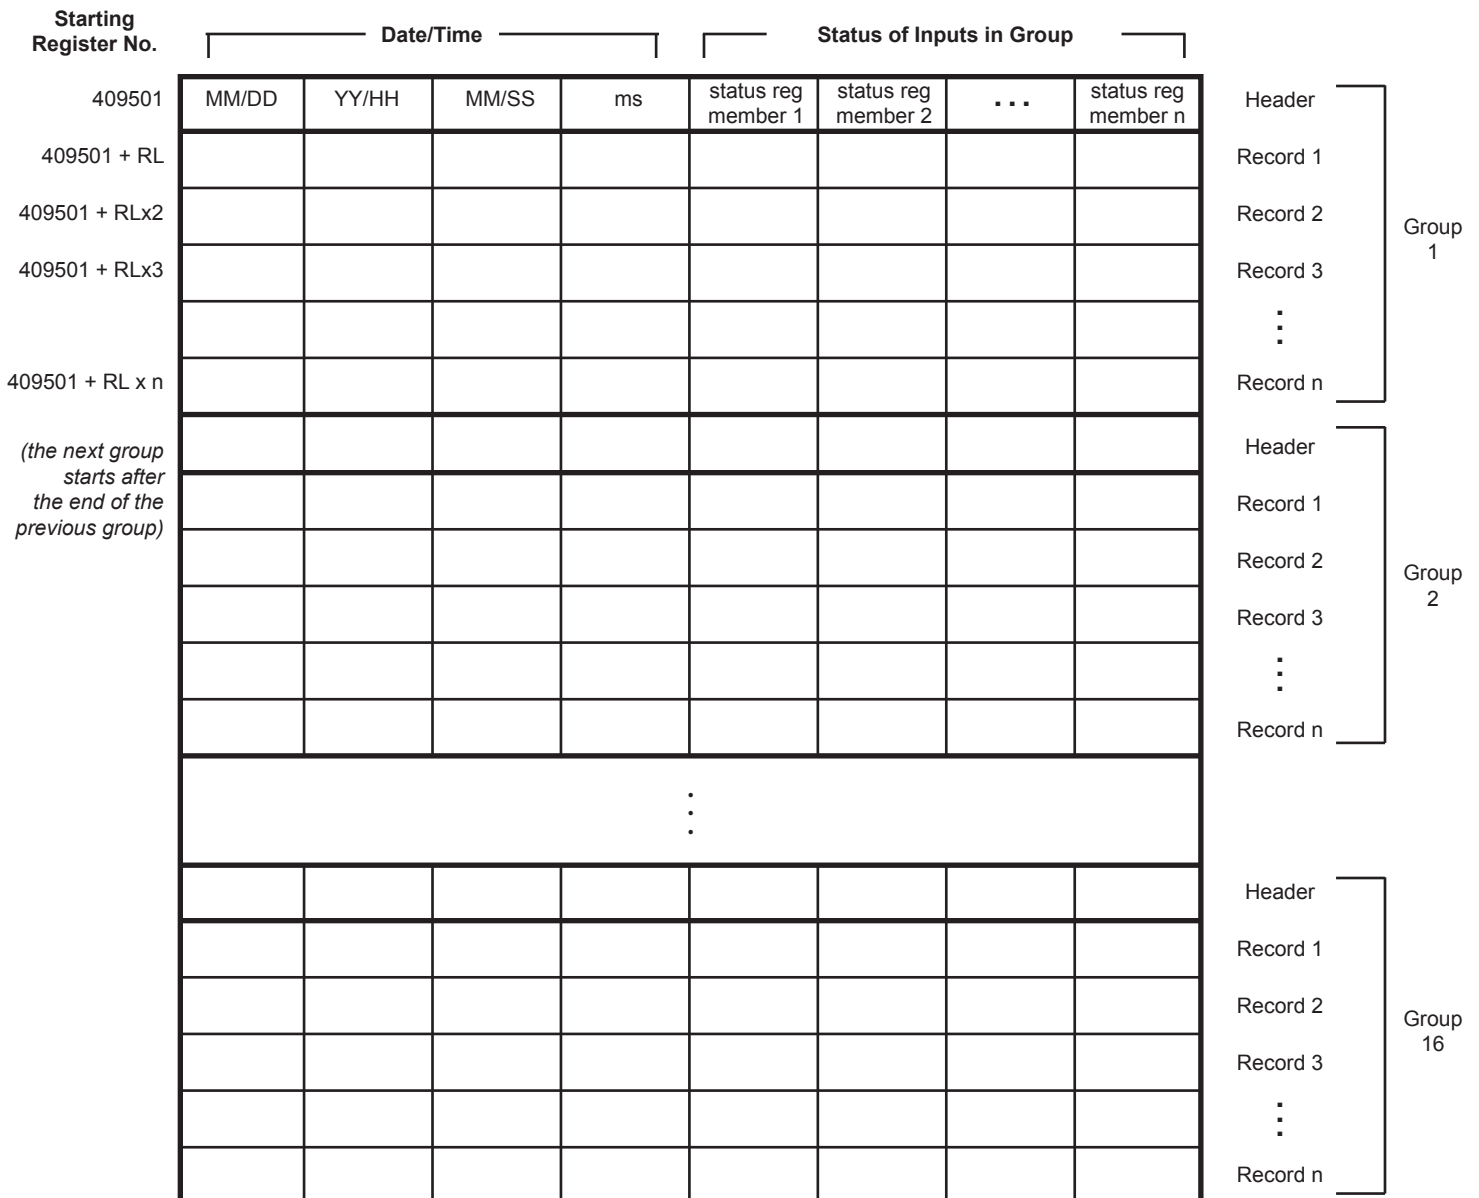 Starting
Register No.
Date/Time
Status of Inputs in Group
409501
MM/DD
YY/HH
MM/SS
ms
status reg
member 1
status reg
member 2
...
status reg
member n
Header
409501 + RL
Record 1
409501 + RLx2
Record 2
409501 + RLx3
Record 3
Group
1
409501 + RL x n
Record n
(the next group
starts after
the end of the
previous group)
Header
Record 1
Record 2
Record 3
Group
2
Record n
Header
Record 1
Record 2
Record 3
Group
16
Record n